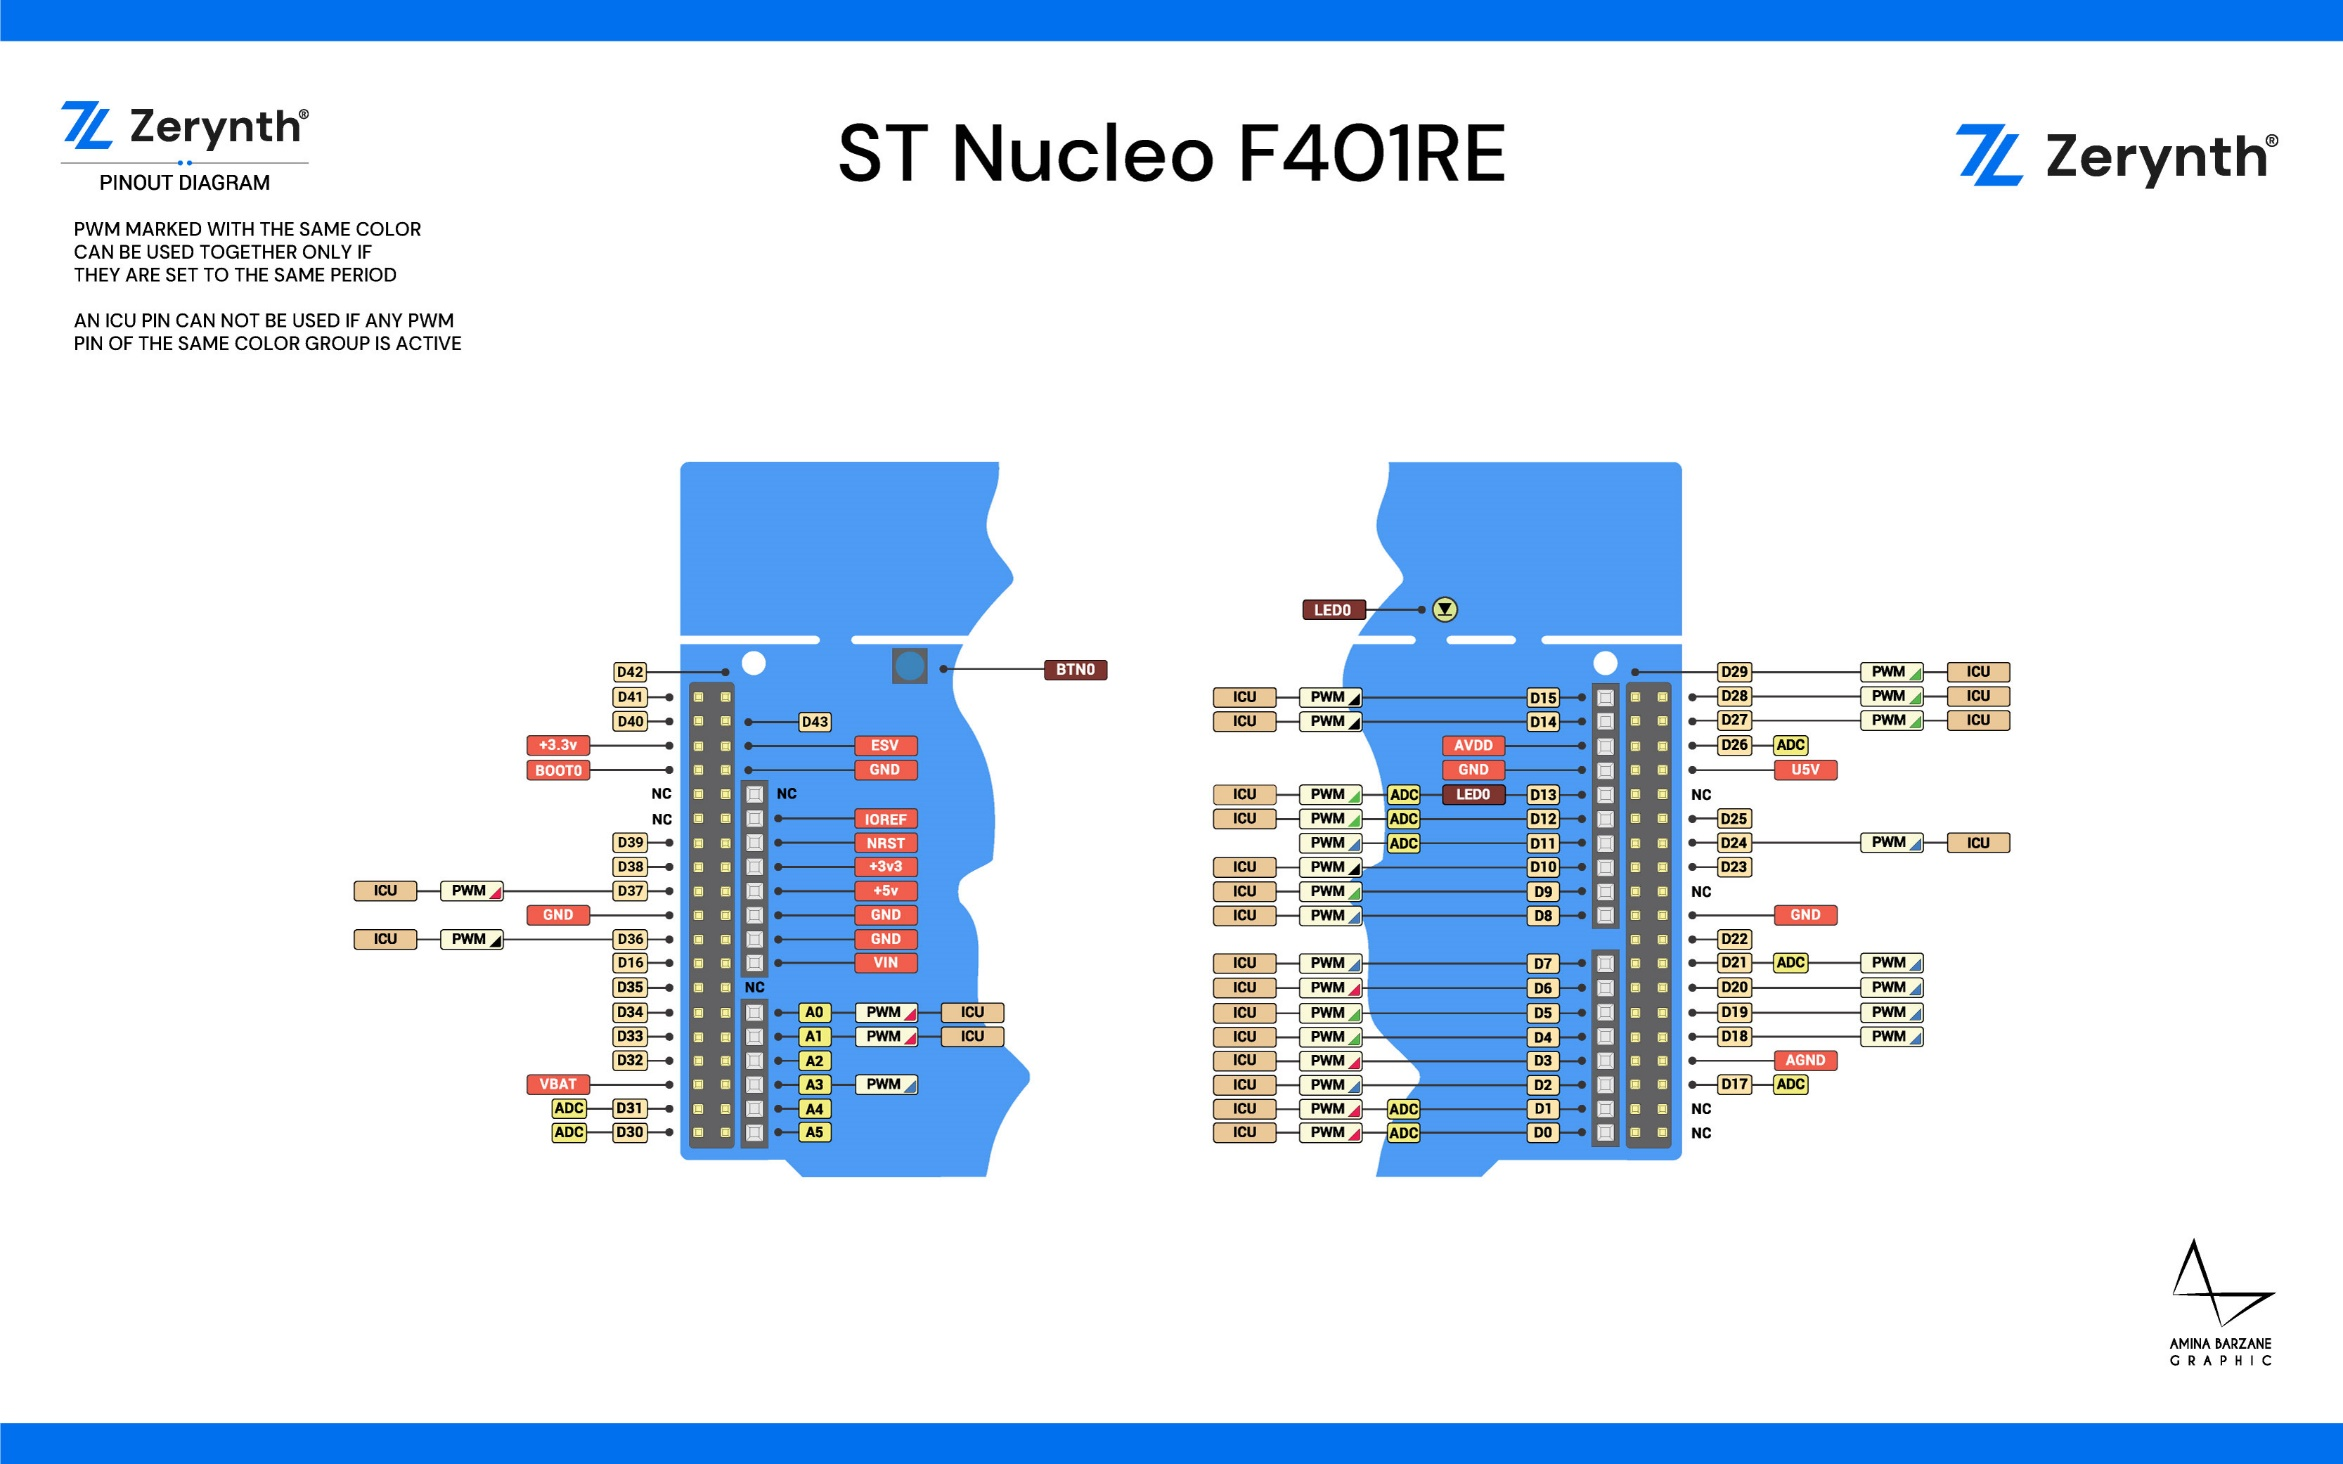 Zerynth®
PINOUT DIAGRAM
ST Nucleo F401RE
Zerynth®
PWM MARKED WITH THE SAME COLOR
CAN BE USED TOGETHER ONLY IF
THEY ARE SET TO THE SAME PERIOD
AN ICU PIN CAN NOT BE USED IF ANY PWM
PIN OF THE SAME COLOR GROUP IS ACTIVE
D42
BTN0
D41
D40 D43
+3.3v ESV
BOOT0 GND
NC NC
NC IOREF
D39 NRST
D38 +3v3
ICU PWM D37 +5v
GND GND
ICU PWM D36 GND
D16 VIN
D35 NC
D34 A0 PWM ICU
D33 A1 PWM ICU
D32 A2
VBAT A3 PWM
ADC D31 A4
ADC D30 A5
LED0
D29 PWM ICU
ICU PWM D15 D28 PWM ICU
ICU PWM D14 D27 PWM ICU
AVDD D26 ADC
GND U5V
ICU PWM ADC LED0 D13 NC
ICU PWM ADC D12 D25
PWM ADC D11 D24 PWM ICU
ICU PWM D10 D23
ICU PWM D9 NC
ICU PWM D8 GND
D22
ICU PWM D7 D21 ADC PWM
ICU PWM D6 D20 PWM
ICU PWM D5 D19 PWM
ICU PWM D4 D18 PWM
ICU PWM D3 AGND
ICU PWM D2 D17 ADC
ICU PWM ADC D1 NC
ICU PWM ADC D0 NC
AMINA BARZANE
GRAPHIC